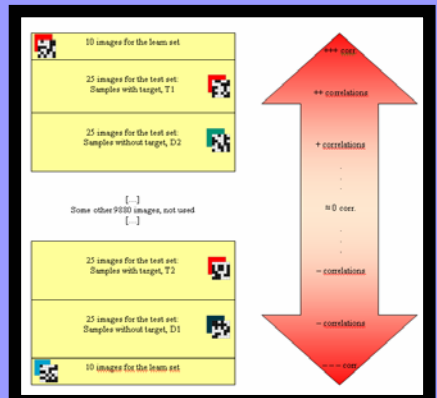 10 images for the learn set
25 images for the test set:
Samples with target, T1
25 images for the test set:
Samples without target, D2
[...]
Some other 9880 images, not used
[...]
25 images for the test set:
Samples with target, T2
25 images for the test set:
Samples without target, D1
10 images for the learn set
+++ corr.
++ correlations
+ correlations
.
.
.
≈ 0 corr.
.
.
.
– correlations
– correlations
– – – corr